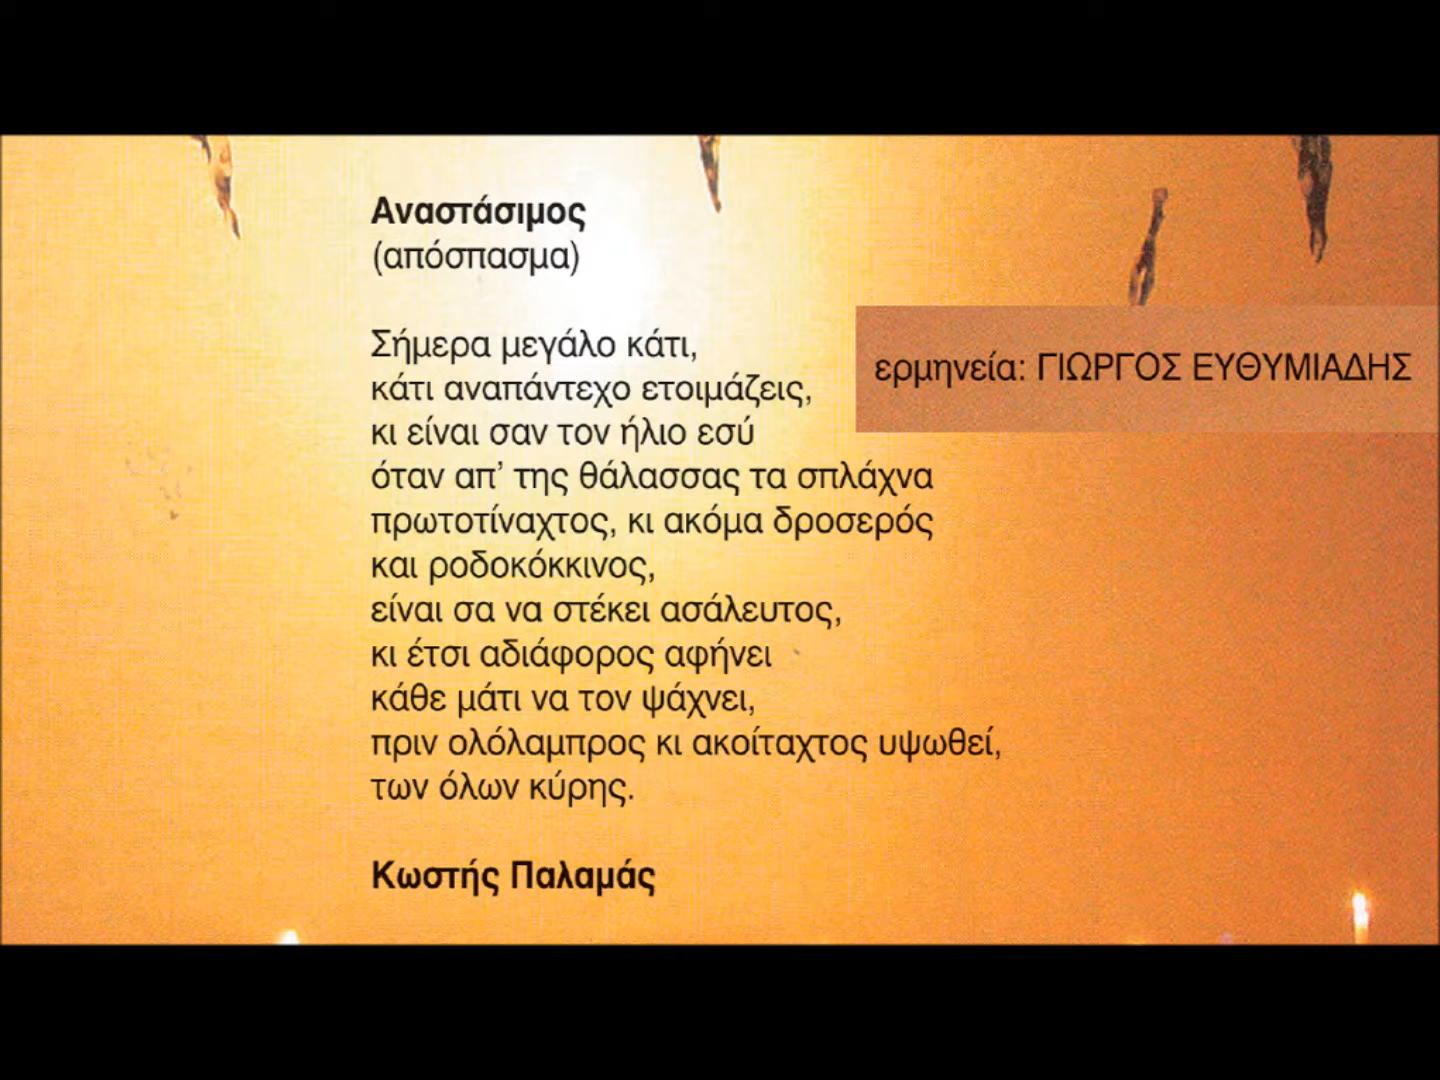 Αναστάσιμος
(απόσπασμα)
Σήμερα μεγάλο κάτι,
κάτι αναπάντεχο ετοιμάζεις,
κι είναι σαν τον ήλιο εσύ
όταν απ’ της θάλασσας τα σπλάχνα
πρωτοτίναχτος, κι ακόμα δροσερός
και ροδοκόκκινος,
είναι σα να στέκει ασάλευτος,
κι έτσι αδιάφορος αφήνει
κάθε μάτι να τον ψάχνει,
πριν ολόλαμπρος κι ακοίταχτος υψωθεί,
των όλων κύρης.
Κωστής Παλαμάς
ερμηνεία: ΓΙΩΡΓΟΣ ΕΥΘΥΜΙΑΔΗΣ